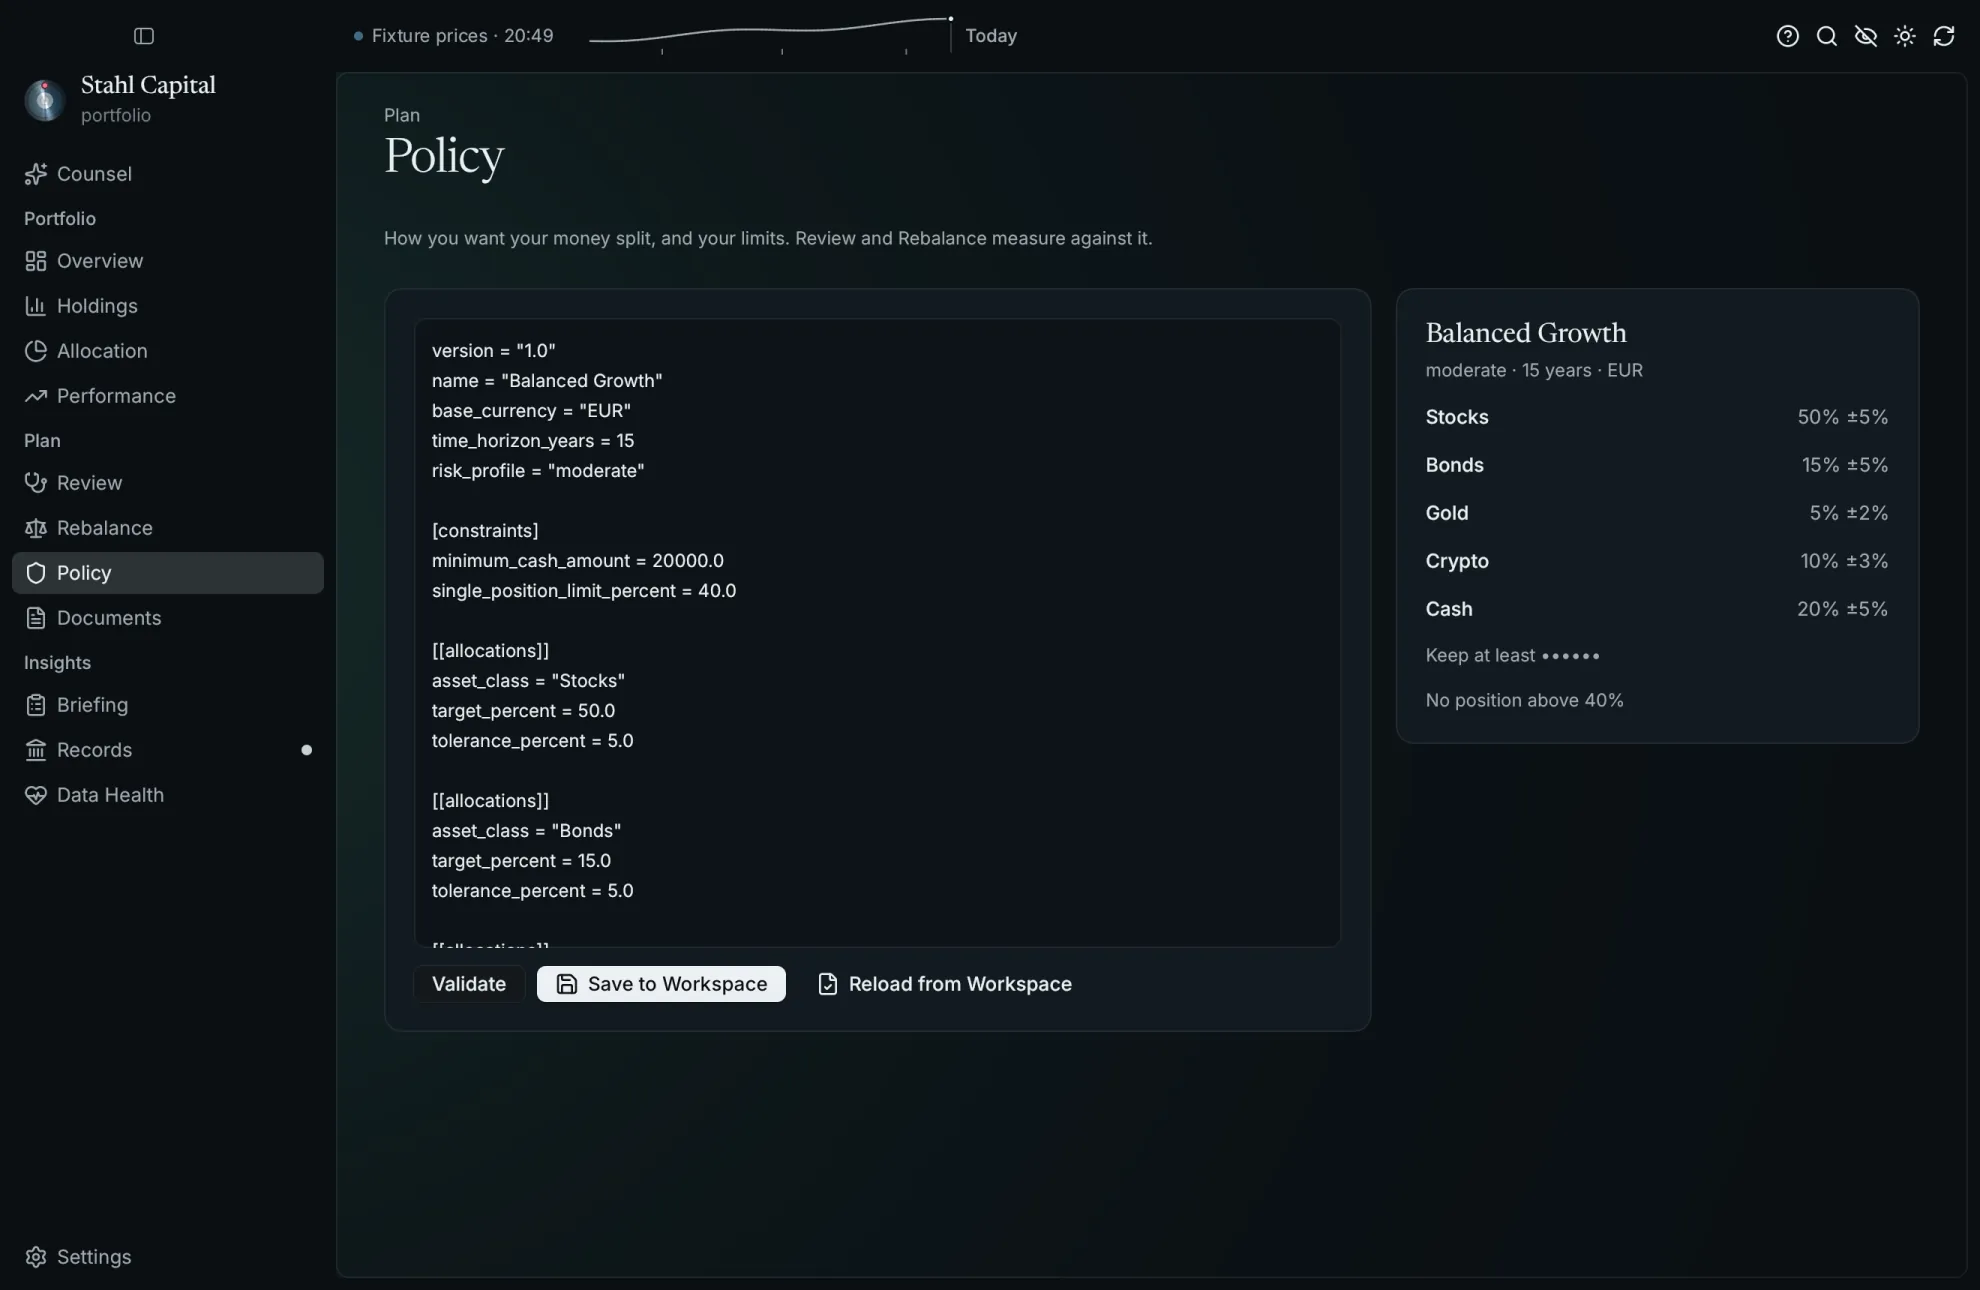 Fixture prices · 20:49
Today
Stahl Capital
portfolio
Counsel
Portfolio
Overview
Holdings
Allocation
Performance
Plan
Review
Rebalance
Policy
Documents
Insights
Briefing
Records
Data Health
Settings
Plan
Policy
How you want your money split, and your limits. Review and Rebalance measure against it.
version = "1.0"
name = "Balanced Growth"
base_currency = "EUR"
time_horizon_years = 15
risk_profile = "moderate"
[constraints]
minimum_cash_amount = 20000.0
single_position_limit_percent = 40.0
[[allocations]]
asset_class = "Stocks"
target_percent = 50.0
tolerance_percent = 5.0
[[allocations]]
asset_class = "Bonds"
target_percent = 15.0
tolerance_percent = 5.0
[[allocations]]
Validate
Save to Workspace
Reload from Workspace
Balanced Growth
moderate · 15 years · EUR
Stocks 50% ±5%
Bonds 15% ±5%
Gold 5% ±2%
Crypto 10% ±3%
Cash 20% ±5%
Keep at least ••••••
No position above 40%